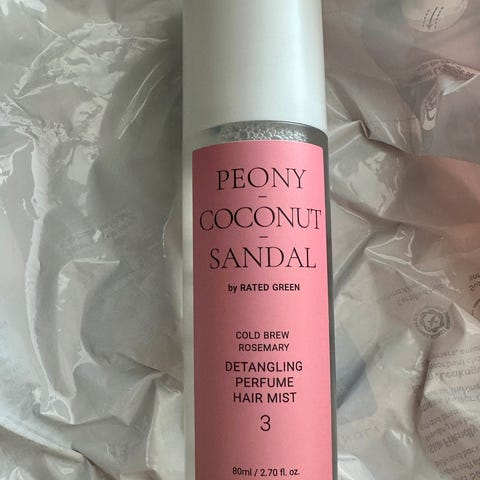 PEONY
–
COCONUT
–
SANDAL
by RATED GREEN
COLD BREW
ROSEMARY
DETANGLING
PERFUME
HAIR MIST
3
80ml / 2.70 fl. oz.